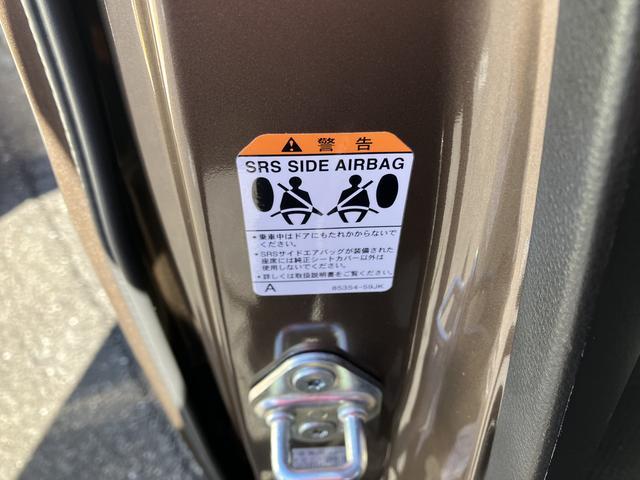 警告
SRS SIDE AIRBAG
*乗車中はドアにもたれかからないで
ください。
*SRSサイドエアバッグが装備された
座席には純正シートカバー以外は
使用しないでください。
*詳しくは取扱説明書をご覧ください。
A 85354-59JK